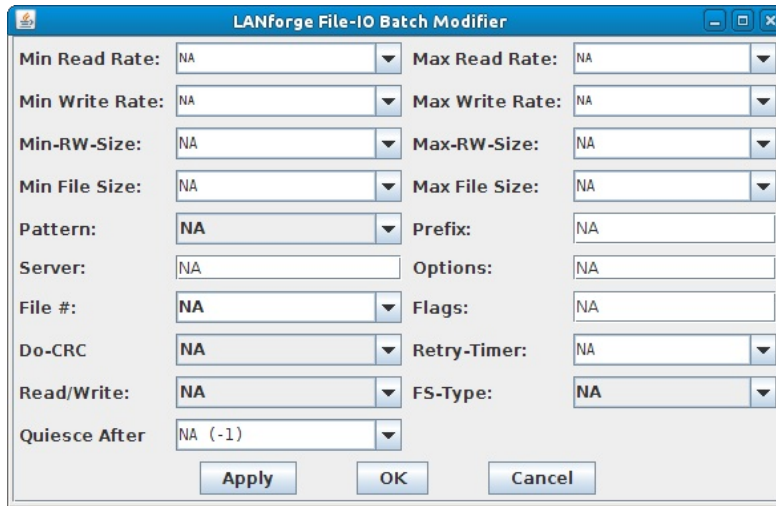 LANforge File-IO Batch Modifier
Min Read Rate: NA Max Read Rate: NA
Min Write Rate: NA Max Write Rate: NA
Min-RW-Size: NA Max-RW-Size: NA
Min File Size: NA Max File Size: NA
Pattern: NA Prefix: NA
Server: NA Options: NA
File #: NA Flags: NA
Do-CRC NA Retry-Timer: NA
Read/Write: NA FS-Type: NA
Quiesce After NA (-1)
Apply OK Cancel